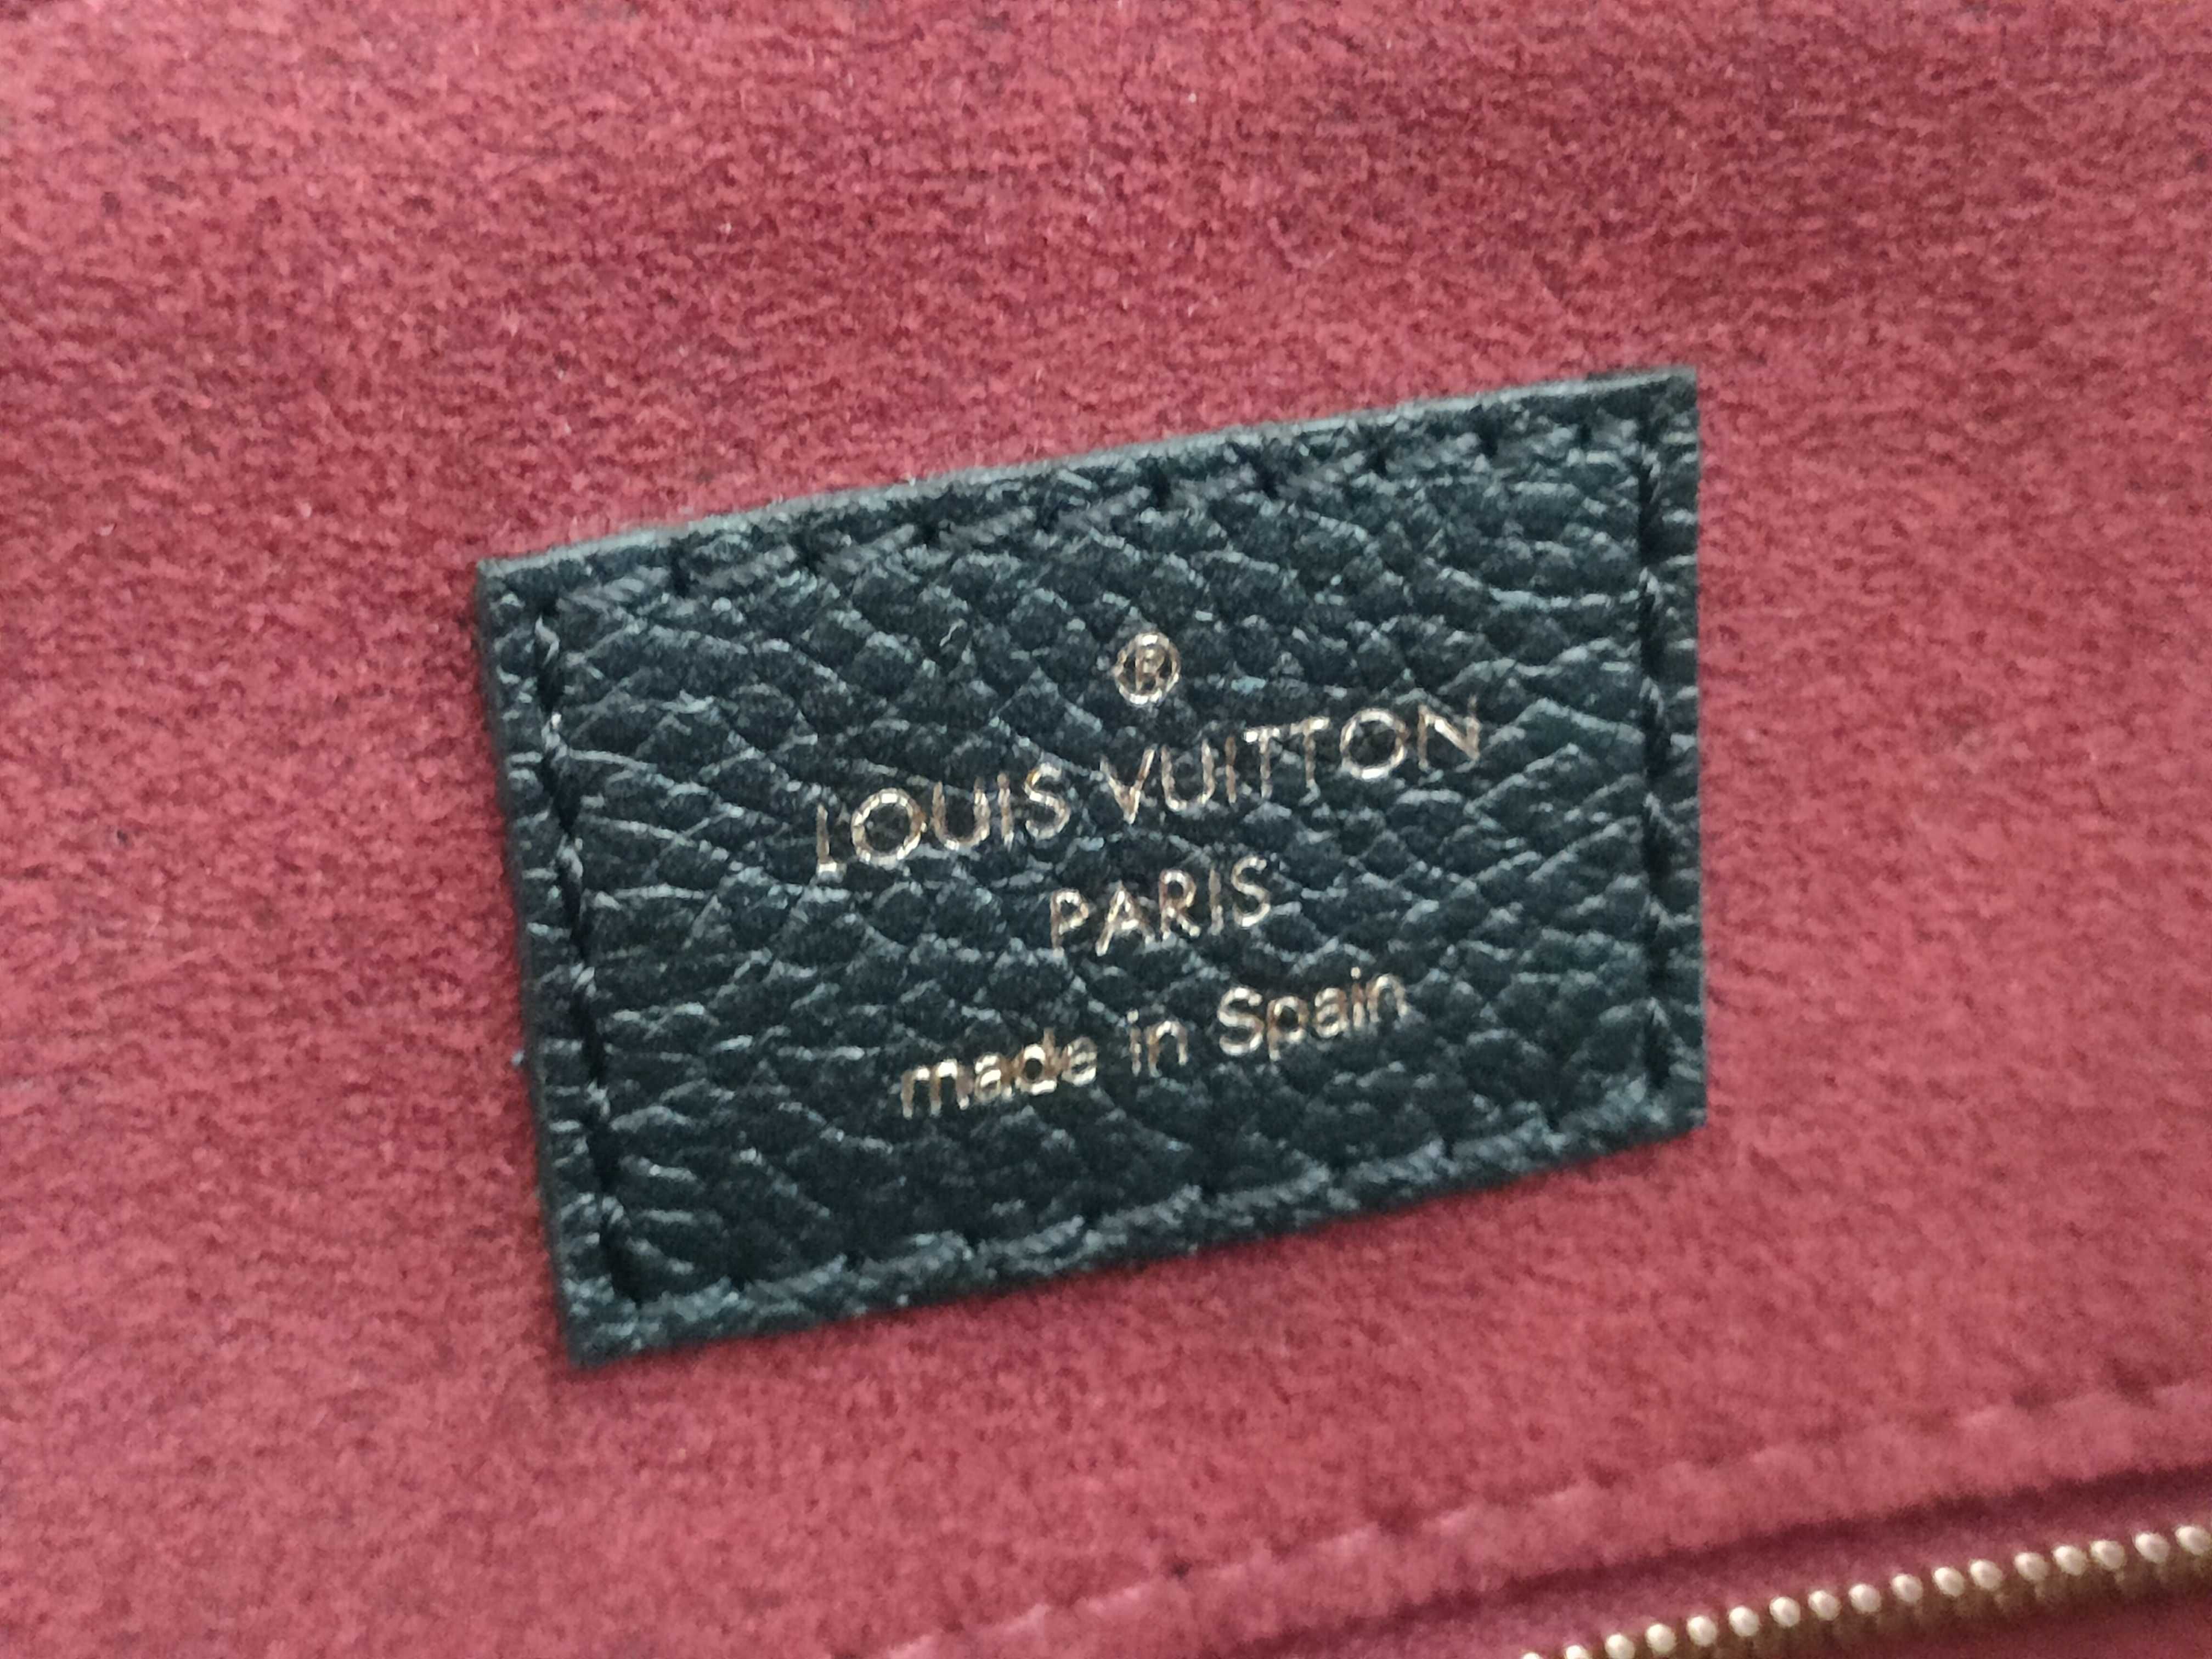 ®
LOUIS VUITTON
PARIS
made in Spain